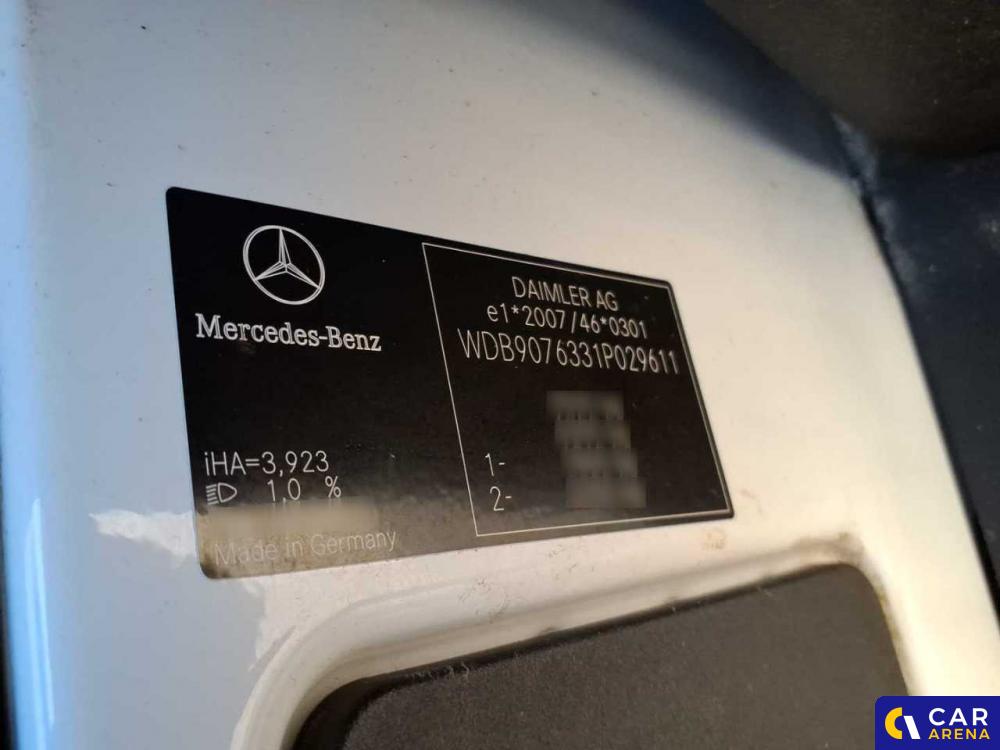 Mercedes-Benz
iHA=3,923
1,0 %
Made in Germany
DAIMLER AG
e1*2007/46*0301
WDB9076331P029611
1-
2-
CAR
ARENA